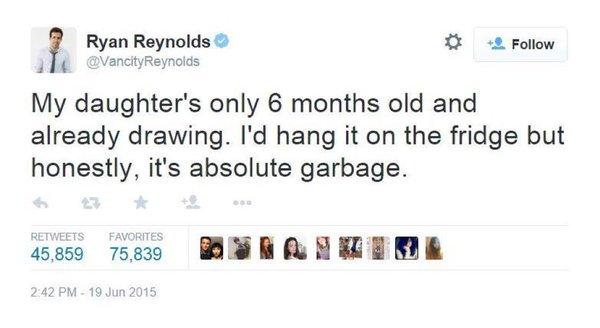 Ryan Reynolds
@VancityReynolds
Follow
My daughter's only 6 months old and
already drawing. I'd hang it on the fridge but
honestly, it's absolute garbage.
RETWEETS FAVORITES
45,859 75,839
2:42 PM - 19 Jun 2015